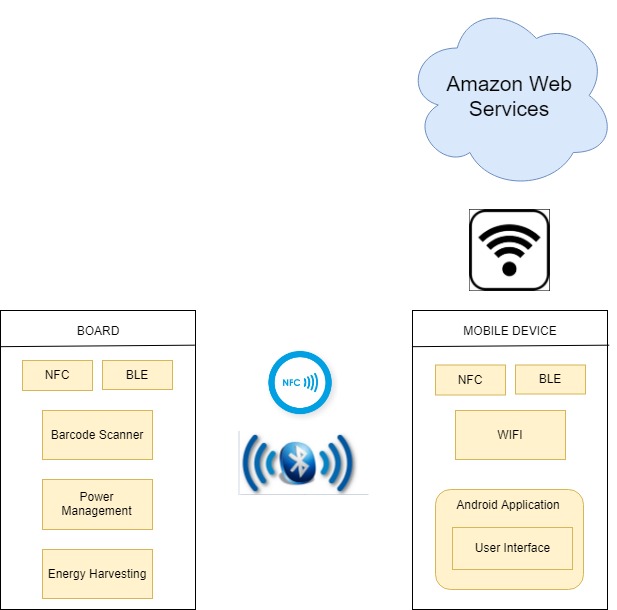 Amazon Web
Services
BOARD
NFC
BLE
Barcode Scanner
Power
Management
Energy Harvesting
NFC
MOBILE DEVICE
NFC
BLE
WIFI
Android Application
User Interface